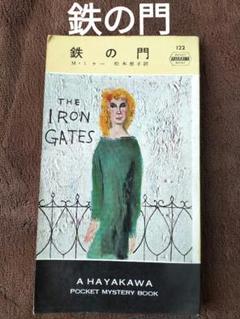 鉄の門
鉄の門
122
M・ミラー 松本恵子訳
THE
IRON
GATES
A HAYAKAWA
POCKET MYSTERY BOOK